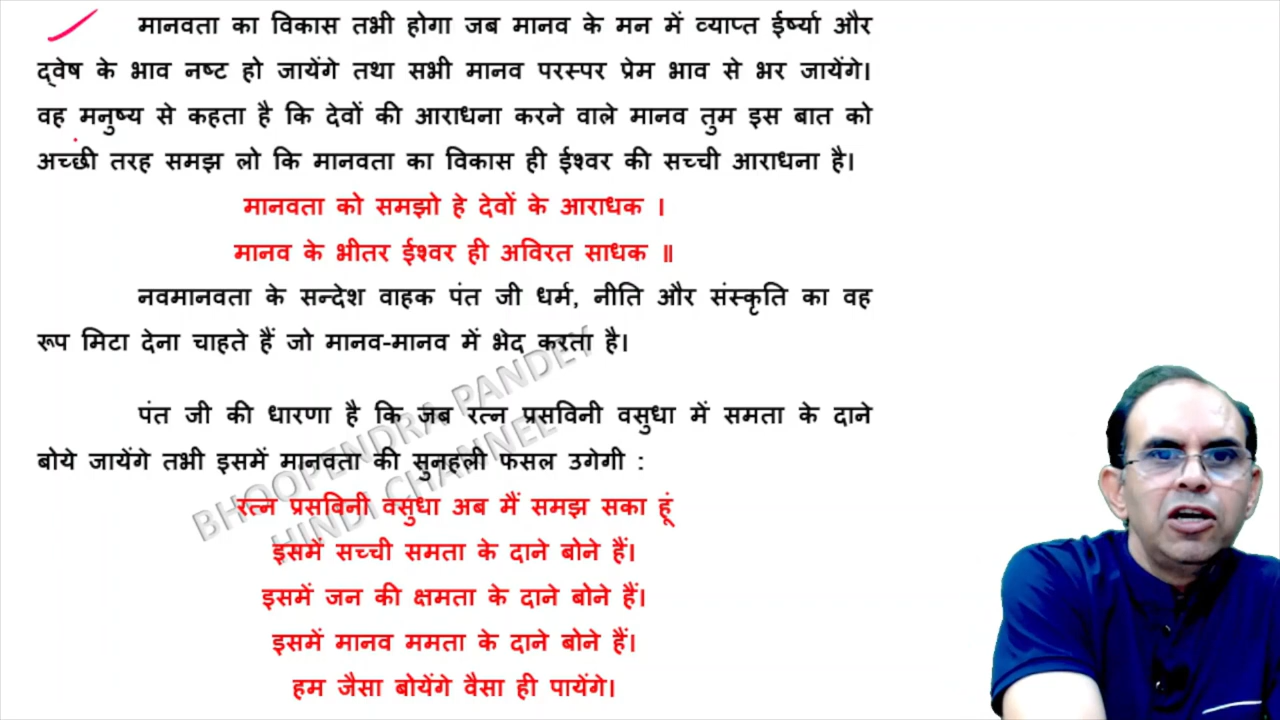 मानवता का विकास तभी होगा जब मानव के मन में व्याप्त ईर्ष्या और
द्वेष के भाव नष्ट हो जायेंगे तथा सभी मानव परस्पर प्रेम भाव से भर जायेंगे।
वह मनुष्य से कहता है कि देवों की आराधना करने वाले मानव तुम इस बात को
अच्छी तरह समझ लो कि मानवता का विकास ही ईश्वर की सच्ची आराधना है।
मानवता को समझो हे देवों के आराधक ।
मानव के भीतर ईश्वर ही अविरत साधक ॥
नवमानवता के सन्देश वाहक पंत जी धर्म, नीति और संस्कृति का वह
रूप मिटा देना चाहते हैं जो मानव-मानव में भेद करता है।
पंत जी की धारणा है कि जब रत्न प्रसविनी वसुधा में समता के दाने
बोये जायेंगे तभी इसमें मानवता की सुनहली फसल उगेगी :
रत्न प्रसविनी वसुधा अब मैं समझ सका हूं
इसमें सच्ची समता के दाने बोने हैं।
इसमें जन की क्षमता के दाने बोने हैं।
इसमें मानव ममता के दाने बोने हैं।
हम जैसा बोयेंगे वैसा ही पायेंगे।
BHOOPENDRA PANDEY
HINDI CHANNEL